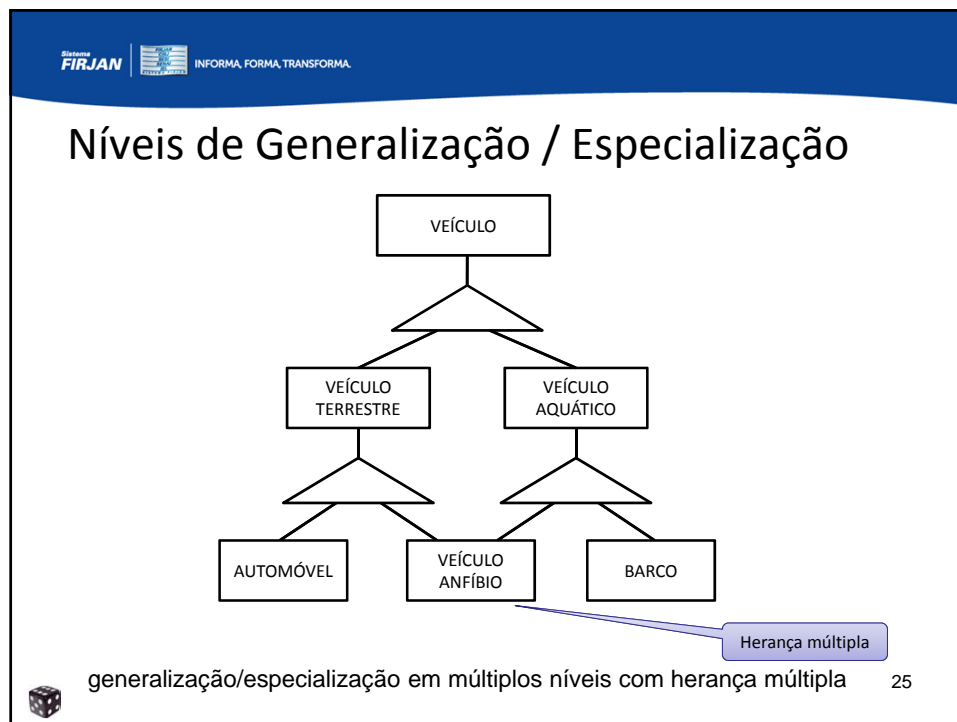 Sistema
FIRJAN
INFORMA, FORMA, TRANSFORMA.
Níveis de Generalização / Especialização
VEÍCULO
VEÍCULO
TERRESTRE
VEÍCULO
AQUÁTICO
AUTOMÓVEL
VEÍCULO
ANFÍBIO
BARCO
Herança múltipla
generalização/especialização em múltiplos níveis com herança múltipla
25